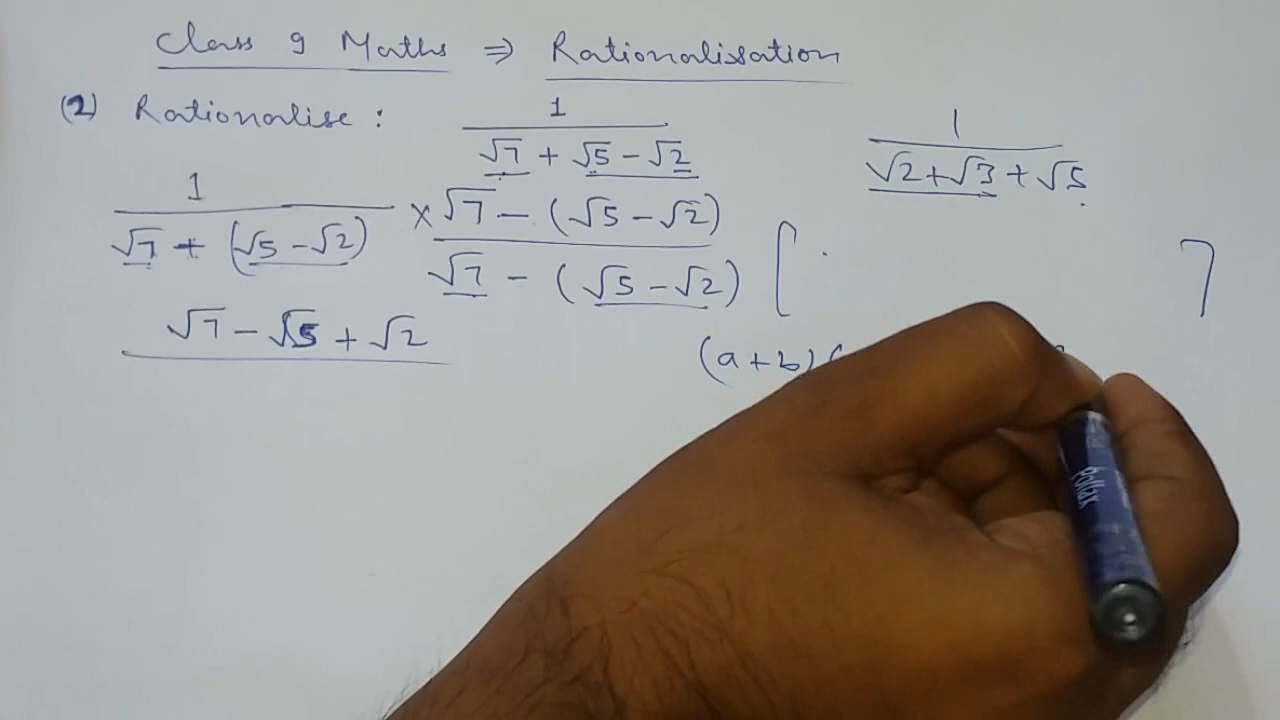 Class 9 Maths ⇒ Rationalisation
(2) Rationalise : 1 / (√7 + √5 - √2)
1 / (√2 + √3 + √5)
1 / (√7 + (√5 - √2)) × (√7 - (√5 - √2)) / (√7 - (√5 - √2)) [ ]
√7 - √5 + √2
(a+b) (
Pollax